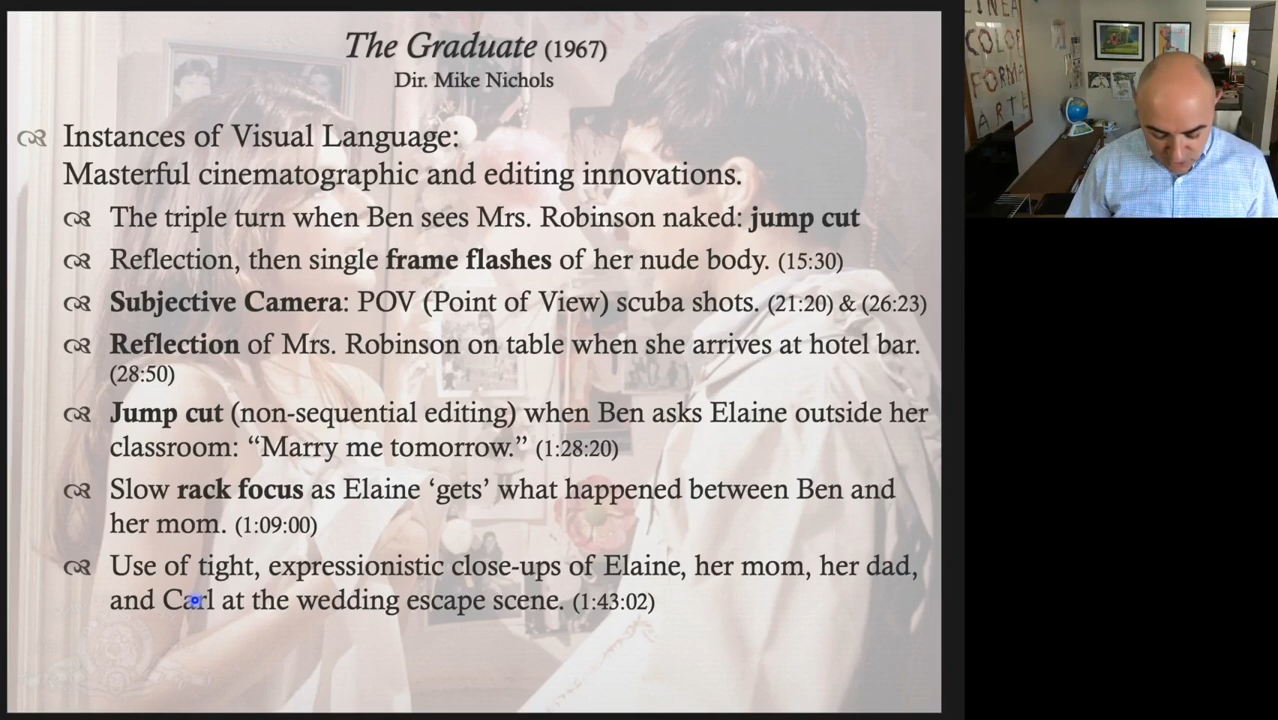 The Graduate (1967)
Dir. Mike Nichols
Instances of Visual Language:
Masterful cinematographic and editing innovations.
The triple turn when Ben sees Mrs. Robinson naked: jump cut
Reflection, then single frame flashes of her nude body. (15:30)
Subjective Camera: POV (Point of View) scuba shots. (21:20) & (26:23)
Reflection of Mrs. Robinson on table when she arrives at hotel bar.
(28:50)
Jump cut (non-sequential editing) when Ben asks Elaine outside her
classroom: “Marry me tomorrow.” (1:28:20)
Slow rack focus as Elaine ‘gets’ what happened between Ben and
her mom. (1:09:00)
Use of tight, expressionistic close-ups of Elaine, her mom, her dad,
and Carl at the wedding escape scene. (1:43:02)
COLOR
FORMA
ARTE